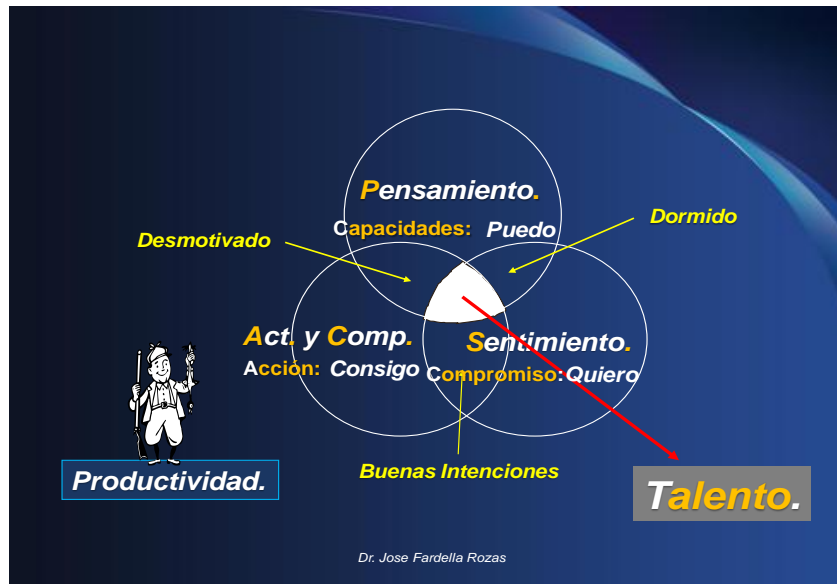 Pensamiento.
Capacidades: Puedo
Dormido
Desmotivado
Act. y Comp.
Acción: Consigo
Sentimiento.
Compromiso: Quiero
Buenas Intenciones
Productividad.
Talento.
Dr. Jose Fardella Rozas